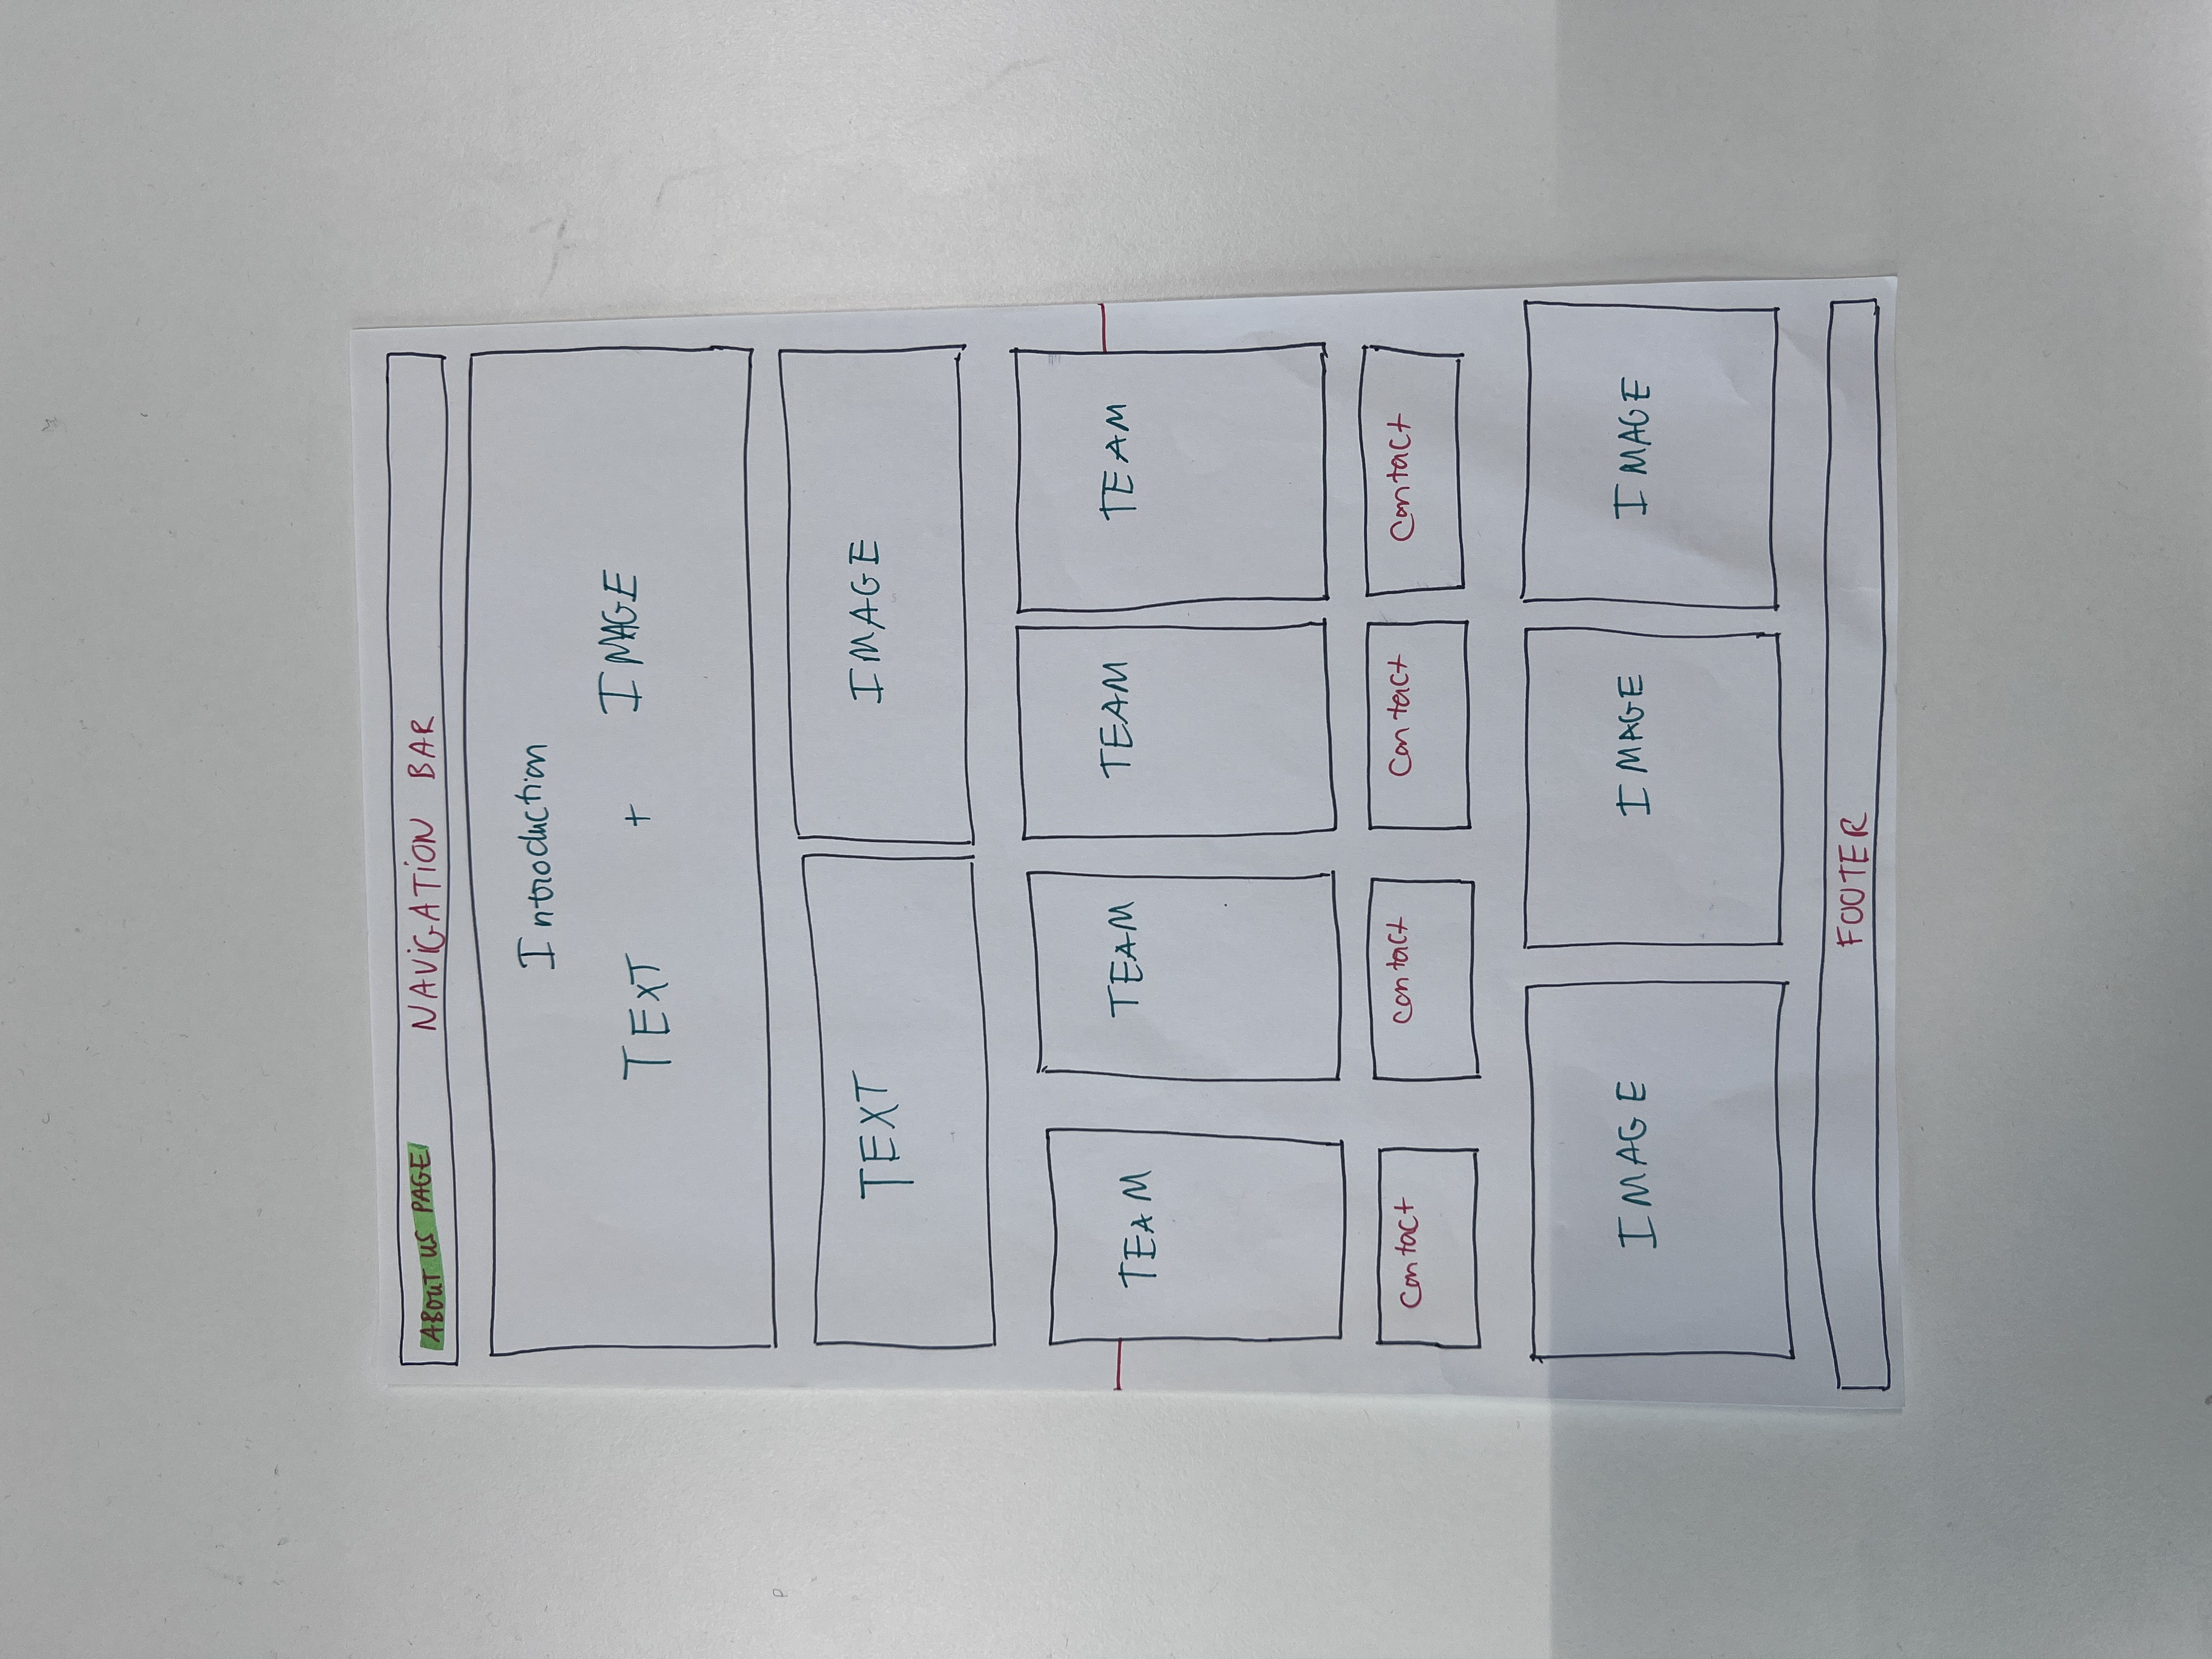 ABOUT US PAGE NAVIGATION BAR
Introduction
TEXT + IMAGE
TEXT IMAGE
TEAM TEAM TEAM TEAM
Contact Contact Contact Contact
IMAGE IMAGE IMAGE
FOOTER